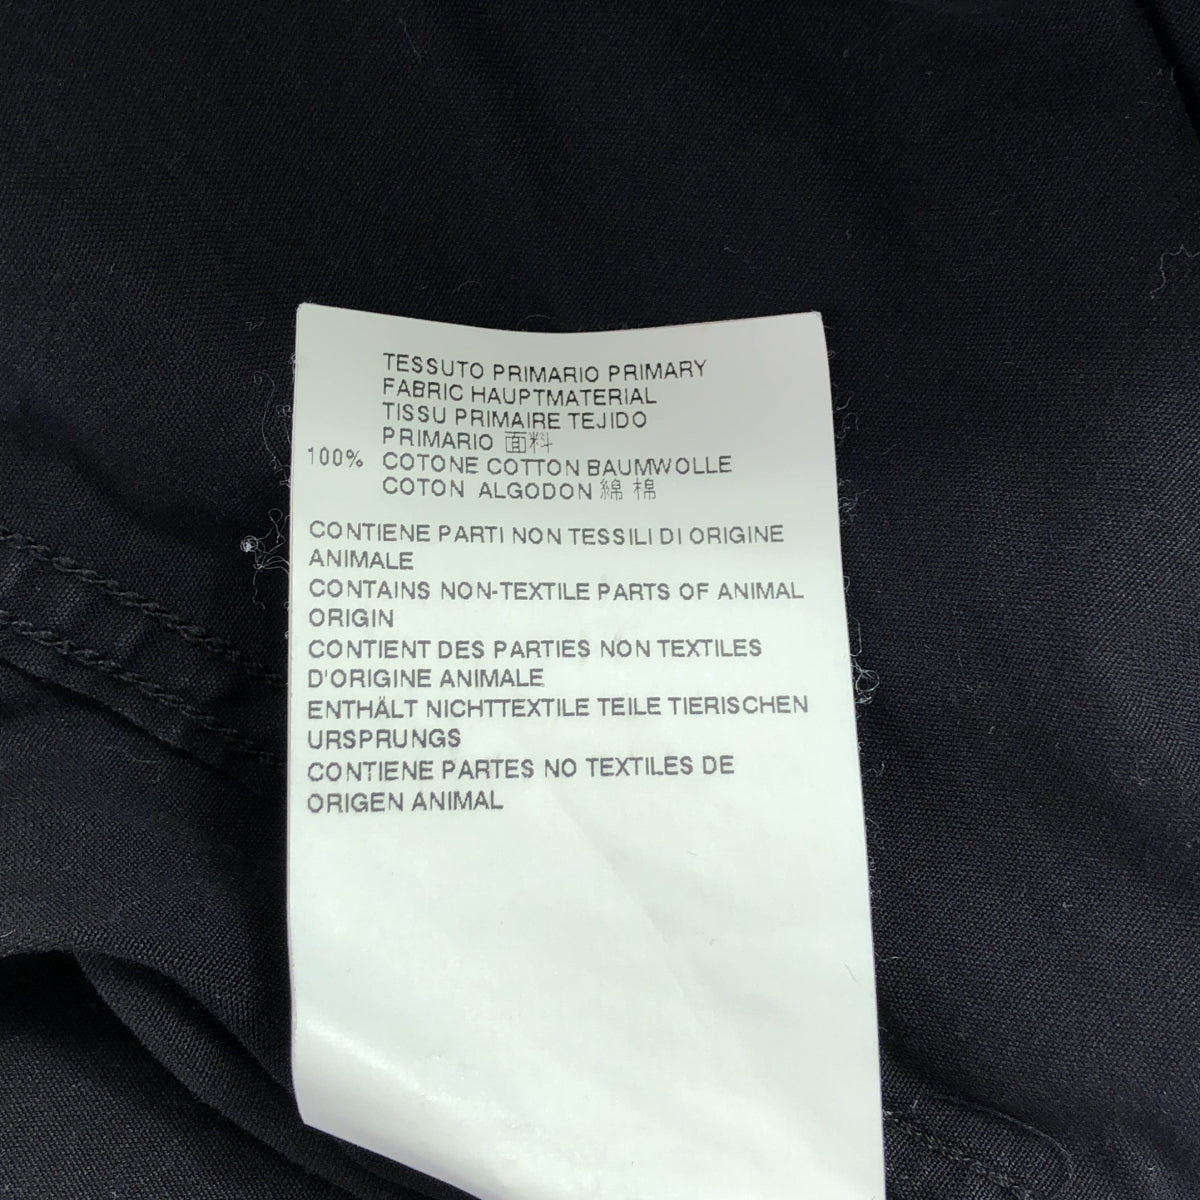 TESSUTO PRIMARIO PRIMARY
FABRIC HAUPTMATERIAL
TISSU PRIMAIRE TEJIDO
PRIMARIO 面料
100% COTONE COTTON BAUMWOLLE
COTON ALGODON 綿 棉
CONTIENE PARTI NON TESSILI DI ORIGINE
ANIMALE
CONTAINS NON-TEXTILE PARTS OF ANIMAL
ORIGIN
CONTIENT DES PARTIES NON TEXTILES
D'ORIGINE ANIMALE
ENTHÄLT NICHTTEXTILE TEILE TIERISCHEN
URSPRUNGS
CONTIENE PARTES NO TEXTILES DE
ORIGEN ANIMAL